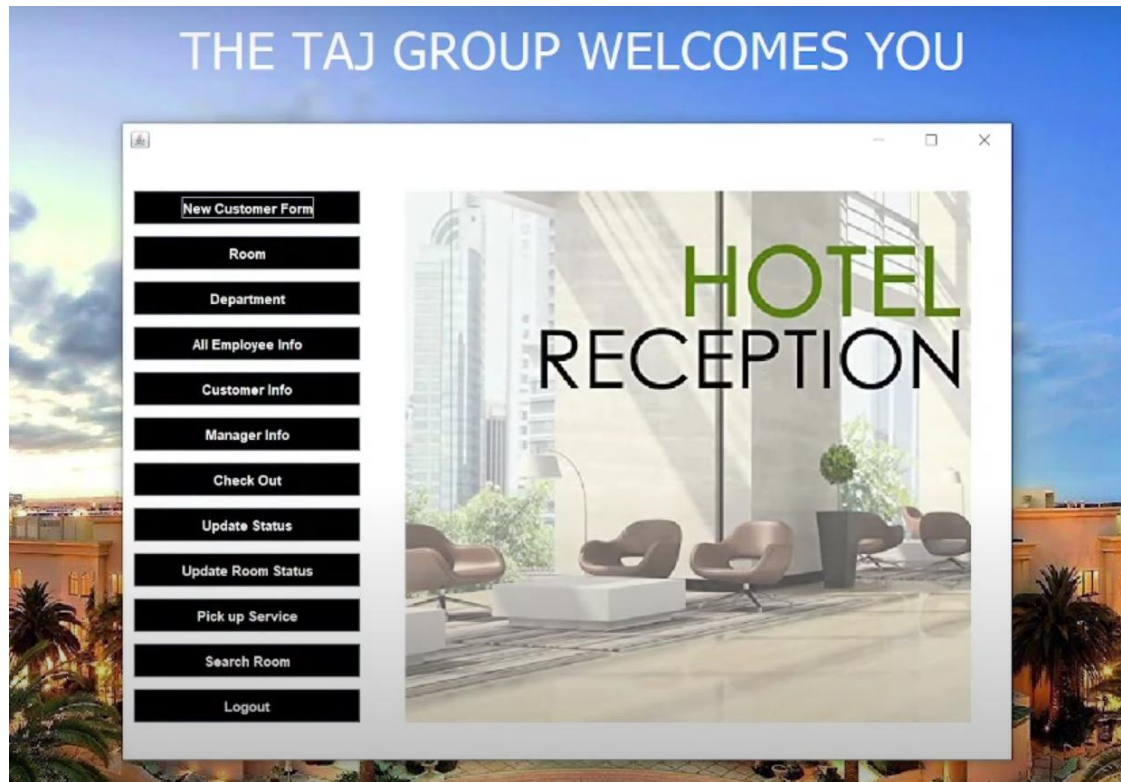 THE TAJ GROUP WELCOMES YOU
New Customer Form
Room
Department
All Employee Info
Customer Info
Manager Info
Check Out
Update Status
Update Room Status
Pick up Service
Search Room
Logout
HOTEL
RECEPTION